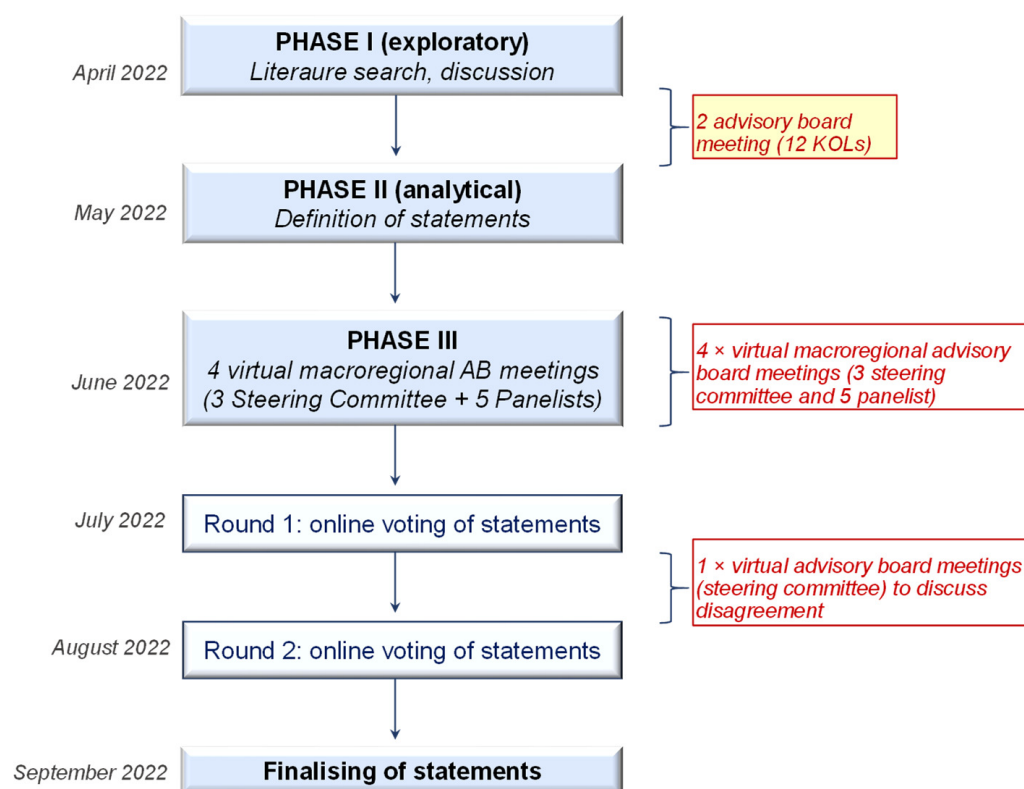 April 2022
PHASE I (exploratory)
Literaure search, discussion
2 advisory board
meeting (12 KOLs)
May 2022
PHASE II (analytical)
Definition of statements
June 2022
PHASE III
4 virtual macroregional AB meetings
(3 Steering Committee + 5 Panelists)
4 × virtual macroregional advisory
board meetings (3 steering
committee and 5 panelist)
July 2022
Round 1: online voting of statements
1 × virtual advisory board meetings
(steering committee) to discuss
disagreement
August 2022
Round 2: online voting of statements
September 2022
Finalising of statements